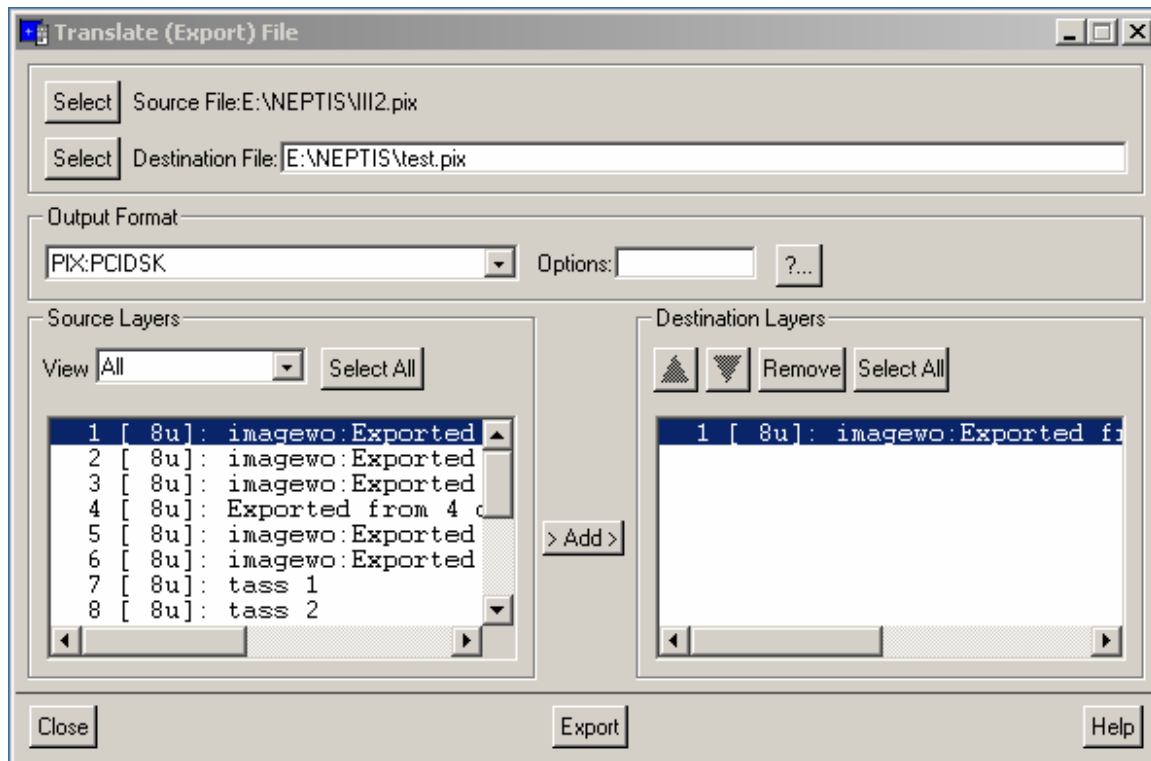 Translate (Export) File
Select Source File:E:\NEPTIS\III2.pix
Select Destination File: E:\NEPTIS\test.pix
Output Format
PIX:PCIDSK Options: ?...
Source Layers
View All Select All
1 [ 8u]: imagewo:Exported
2 [ 8u]: imagewo:Exported
3 [ 8u]: imagewo:Exported
4 [ 8u]: Exported from 4
5 [ 8u]: imagewo:Exported
6 [ 8u]: imagewo:Exported
7 [ 8u]: tass 1
8 [ 8u]: tass 2
> Add >
Destination Layers
Remove Select All
1 [ 8u]: imagewo:Exported
Close Export Help